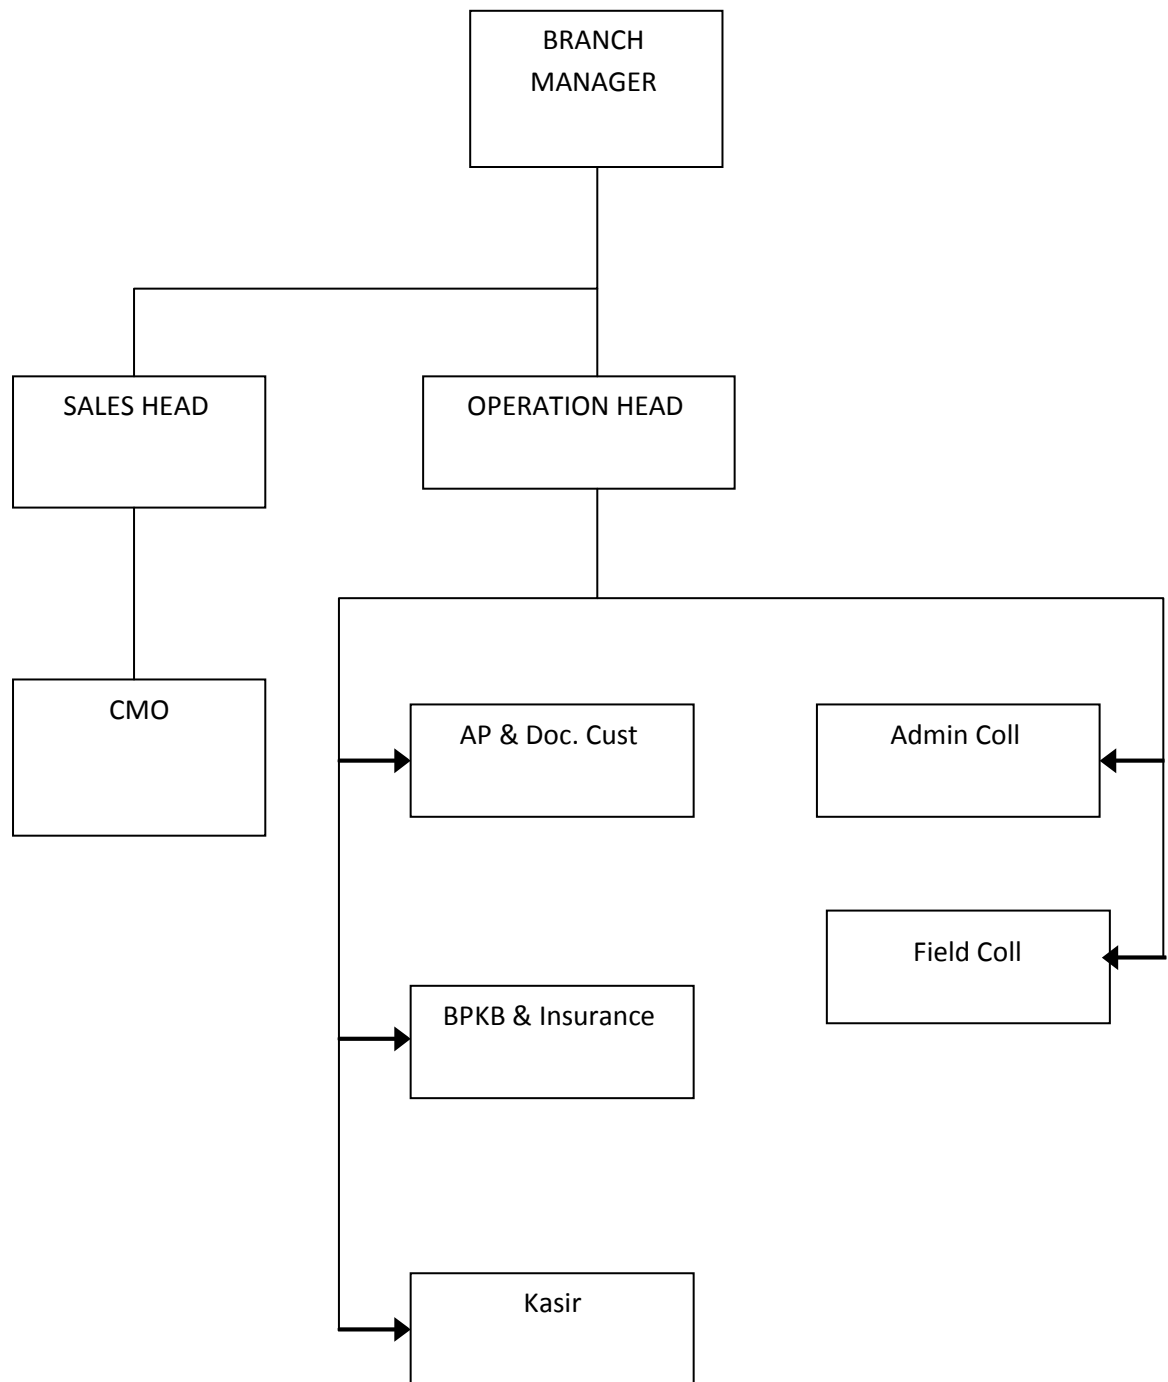 BRANCH
MANAGER
SALES HEAD
OPERATION HEAD
CMO
AP & Doc. Cust
Admin Coll
Field Coll
BPKB & Insurance
Kasir